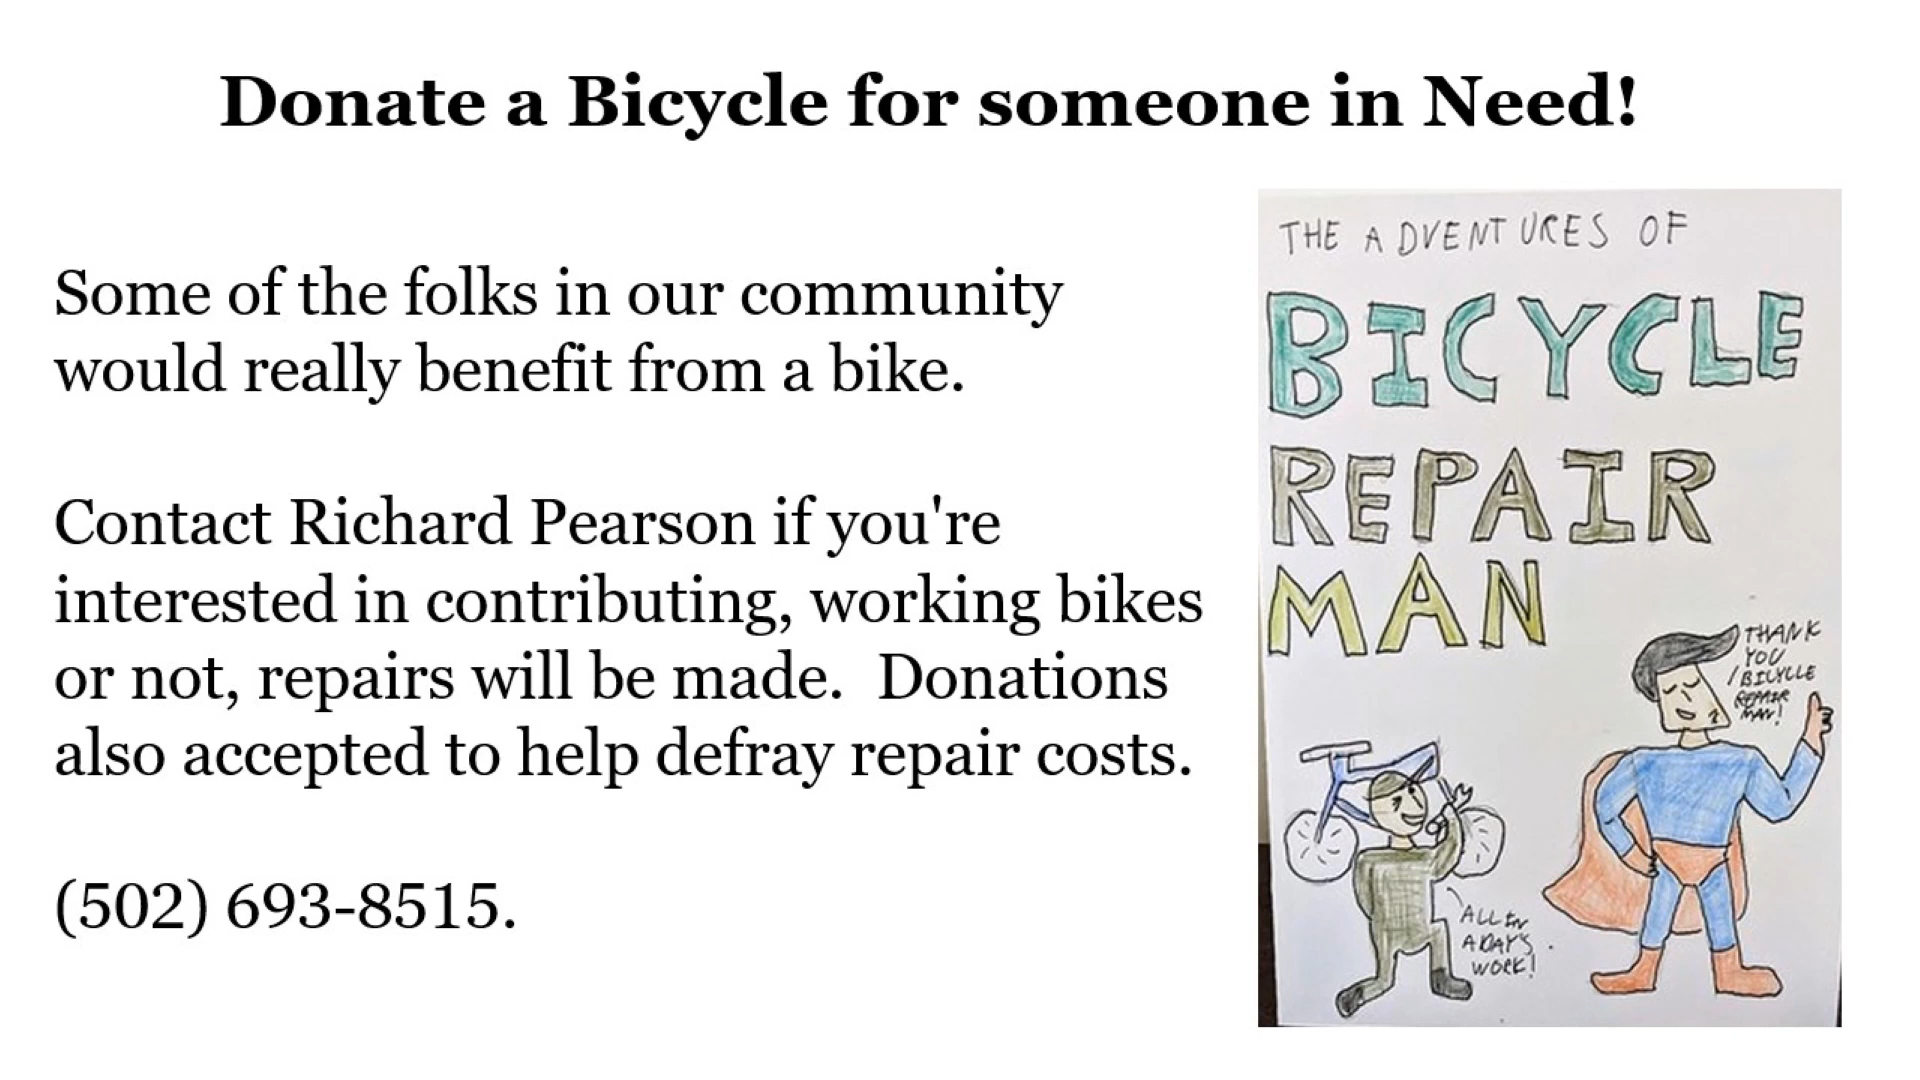 Donate a Bicycle for someone in Need!
Some of the folks in our community
would really benefit from a bike.
Contact Richard Pearson if you're
interested in contributing, working bikes
or not, repairs will be made.  Donations
also accepted to help defray repair costs.
(502) 693-8515.
THE ADVENTURES OF
BICYCLE
REPAIR
MAN
THANK
YOU
BICYCLE
REPAIR
MAN!
ALL IN
A DAY'S
WORK!